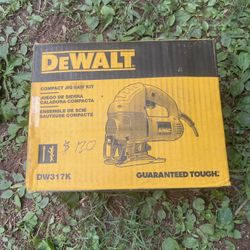 DEWALT
COMPACT JIG SAW KIT
JUEGO DE SIERRA
CALADORA COMPACTA
ENSEMBLE DE SCIE
SAUTEUSE COMPACTE
$ 120
DEWALT
DW317K
GUARANTEED TOUGH.